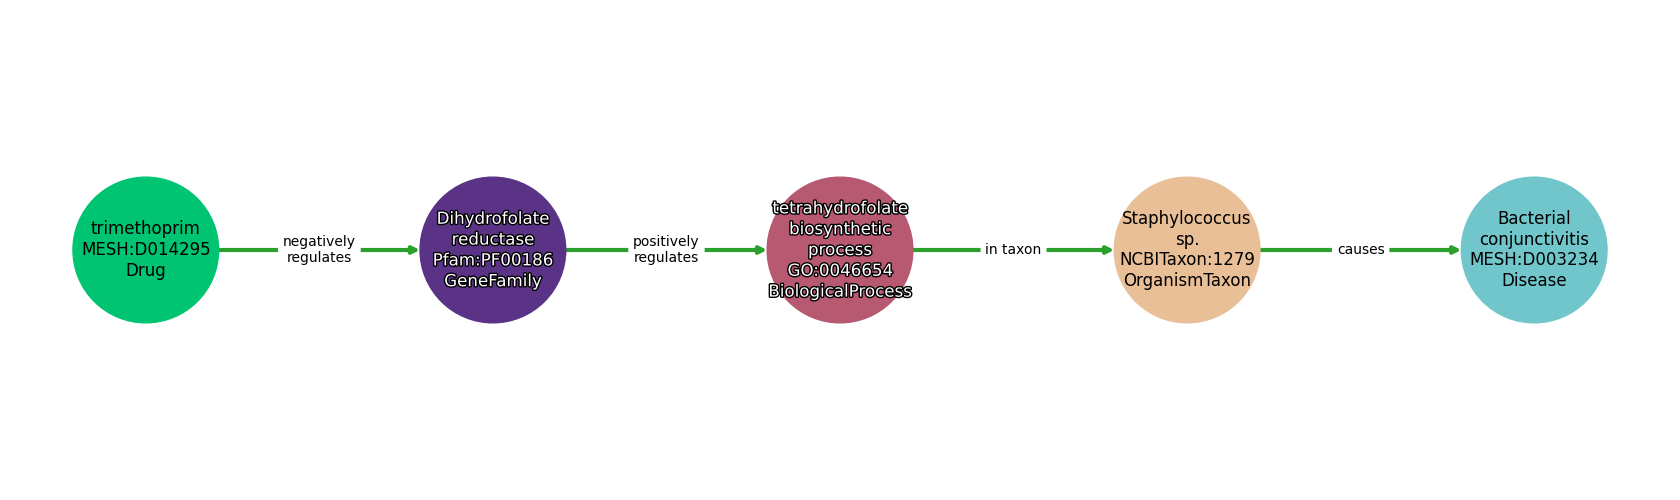 trimethoprim
MESH:D014295
Drug
negatively
regulates
Dihydrofolate
reductase
Pfam:PF00186
GeneFamily
positively
regulates
tetrahydrofolate
biosynthetic
process
GO:0046654
BiologicalProcess
in taxon
Staphylococcus
sp.
NCBITaxon:1279
OrganismTaxon
causes
Bacterial
conjunctivitis
MESH:D003234
Disease